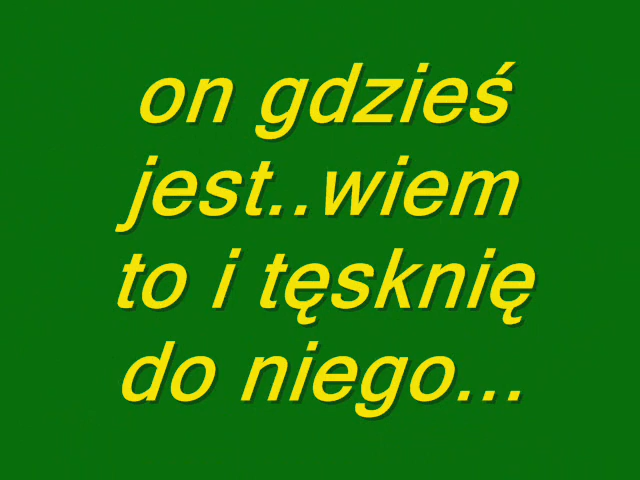 on gdzieś
jest..wiem
to i tęsknię
do niego...